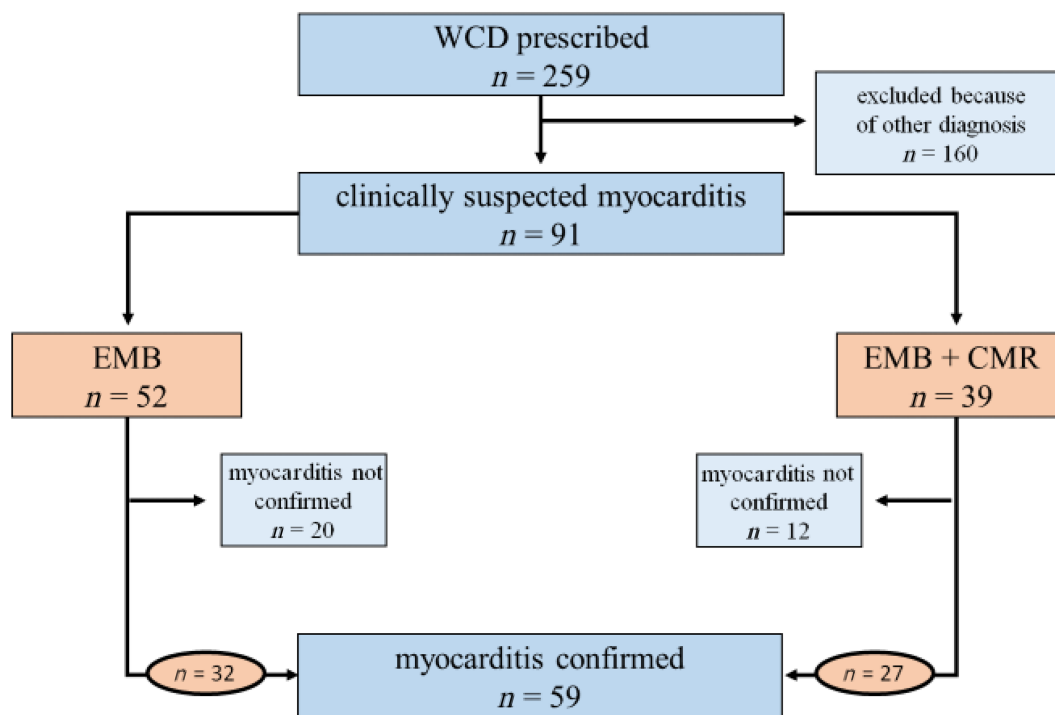 WCD prescribed
n = 259
excluded because
of other diagnosis
n = 160
clinically suspected myocarditis
n = 91
EMB
n = 52
EMB + CMR
n = 39
myocarditis not
confirmed
n = 20
myocarditis not
confirmed
n = 12
n = 32
myocarditis confirmed
n = 59
n = 27